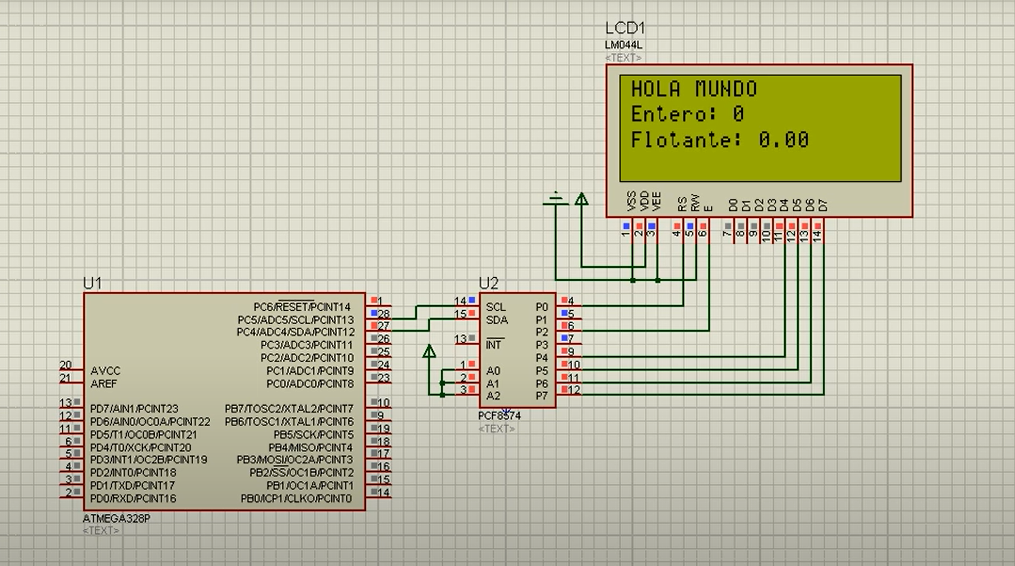 LCD1
LM044L
<TEXT>
HOLA MUNDO
Entero: 0
Flotante: 0.00
VSS VDD VEE RS RW E D0 D1 D2 D3 D4 D5 D6 D7
1 2 3 4 5 6 7 8 9 10 11 12 13 14
U1
PC6/RESET/PCINT14 1
PC5/ADC5/SCL/PCINT13 28
PC4/ADC4/SDA/PCINT12 27
PC3/ADC3/PCINT11 26
PC2/ADC2/PCINT10 25
20 AVCC PC1/ADC1/PCINT9 24
21 AREF PC0/ADC0/PCINT8 23
13 PD7/AIN1/PCINT23 PB7/TOSC2/XTAL2/PCINT7 10
12 PD6/AIN0/OC0A/PCINT22 PB6/TOSC1/XTAL1/PCINT6 9
11 PD5/T1/OC0B/PCINT21 PB5/SCK/PCINT5 19
6 PD4/T0/XCK/PCINT20 PB4/MISO/PCINT4 18
5 PD3/INT1/OC2B/PCINT19 PB3/MOSI/OC2A/PCINT3 17
4 PD2/INT0/PCINT18 PB2/SS/OC1B/PCINT2 16
3 PD1/TXD/PCINT17 PB1/OC1A/PCINT1 15
2 PD0/RXD/PCINT16 PB0/ICP1/CLKO/PCINT0 14
ATMEGA328P
<TEXT>
U2
14 SCL P0 4
15 SDA P1 5
P2 6
13 INT P3 7
P4 9
1 A0 P5 10
2 A1 P6 11
3 A2 P7 12
PCF8574
<TEXT>